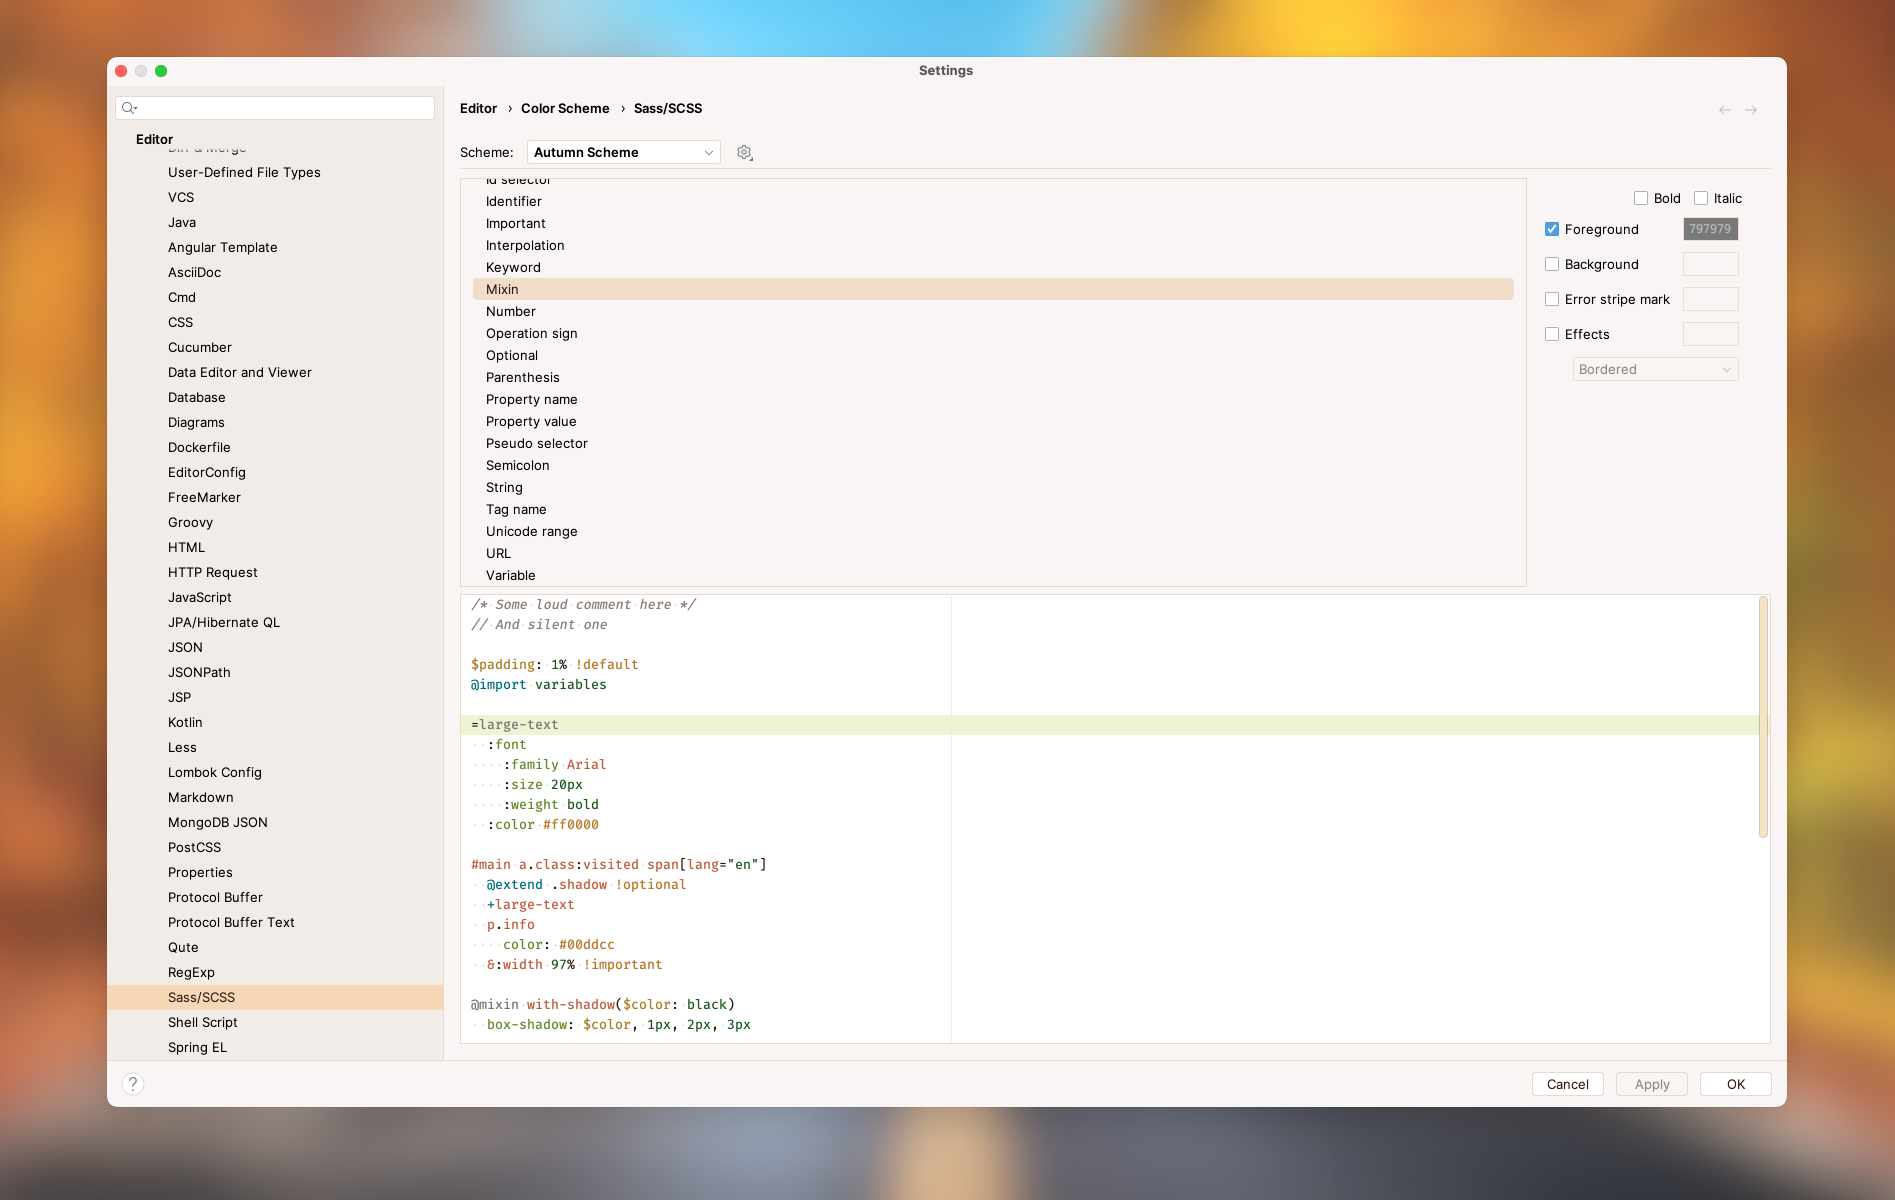 Settings
Editor
Diff & Merge
User-Defined File Types
VCS
Java
Angular Template
AsciiDoc
Cmd
CSS
Cucumber
Data Editor and Viewer
Database
Diagrams
Dockerfile
EditorConfig
FreeMarker
Groovy
HTML
HTTP Request
JavaScript
JPA/Hibernate QL
JSON
JSONPath
JSP
Kotlin
Less
Lombok Config
Markdown
MongoDB JSON
PostCSS
Properties
Protocol Buffer
Protocol Buffer Text
Qute
RegExp
Sass/SCSS
Shell Script
Spring EL
Editor › Color Scheme › Sass/SCSS
Scheme: Autumn Scheme
Id selector
Identifier
Important
Interpolation
Keyword
Mixin
Number
Operation sign
Optional
Parenthesis
Property name
Property value
Pseudo selector
Semicolon
String
Tag name
Unicode range
URL
Variable
Bold Italic
Foreground 797979
Background
Error stripe mark
Effects
Bordered
/* Some loud comment here */
// And silent one
$padding: 1% !default
@import variables
=large-text
:font
:family Arial
:size 20px
:weight bold
:color #ff0000
#main a.class:visited span[lang="en"]
@extend .shadow !optional
+large-text
p.info
color: #00ddcc
&:width 97% !important
@mixin with-shadow($color: black)
box-shadow: $color, 1px, 2px, 3px
?
Cancel Apply OK